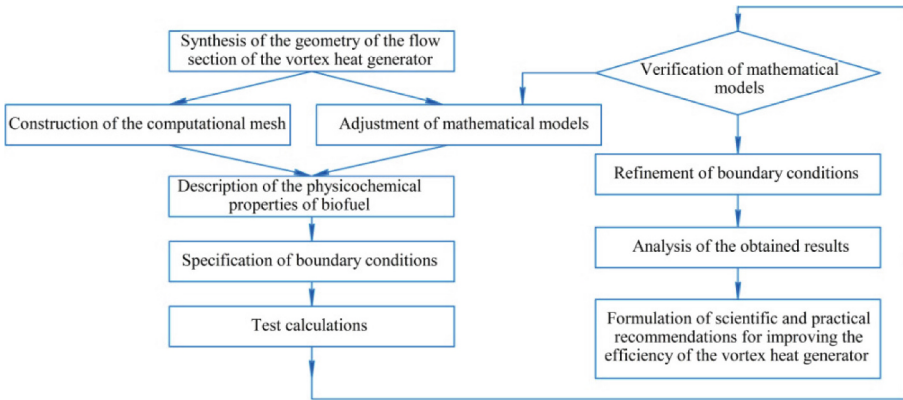 Synthesis of the geometry of the flow
section of the vortex heat generator
Construction of the computational mesh
Adjustment of mathematical models
Description of the physicochemical
properties of biofuel
Specification of boundary conditions
Test calculations
Verification of mathematical
models
Refinement of boundary conditions
Analysis of the obtained results
Formulation of scientific and practical
recommendations for improving the
efficiency of the vortex heat generator